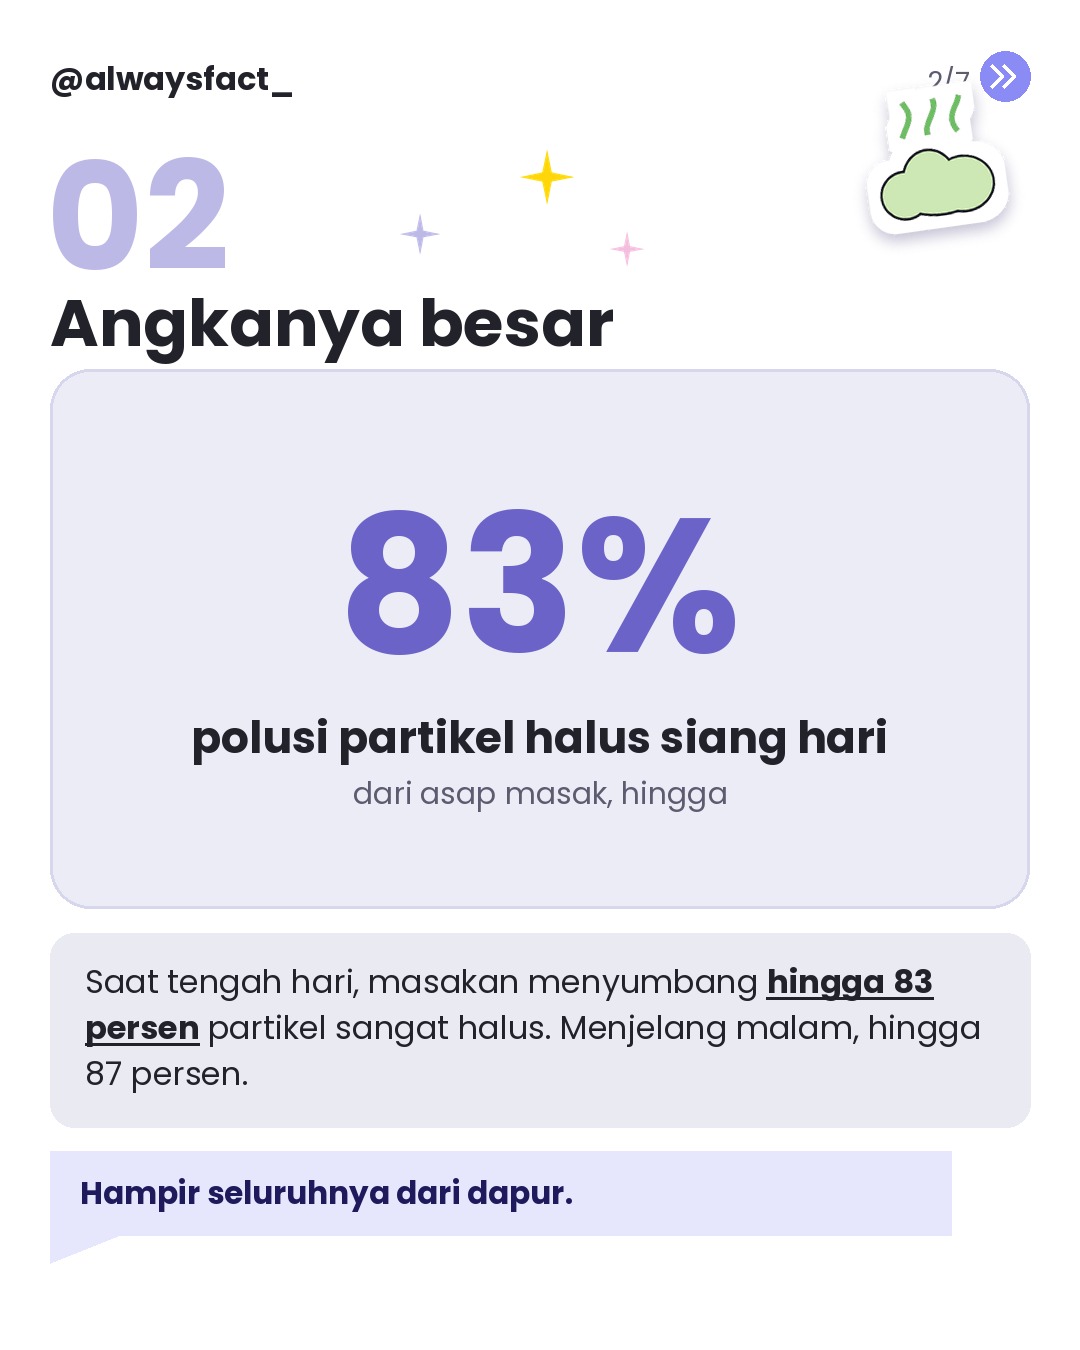 @alwaysfact_
2/7
02
Angkanya besar
83%
polusi partikel halus siang hari
dari asap masak, hingga
Saat tengah hari, masakan menyumbang hingga 83
persen partikel sangat halus. Menjelang malam, hingga
87 persen.
Hampir seluruhnya dari dapur.